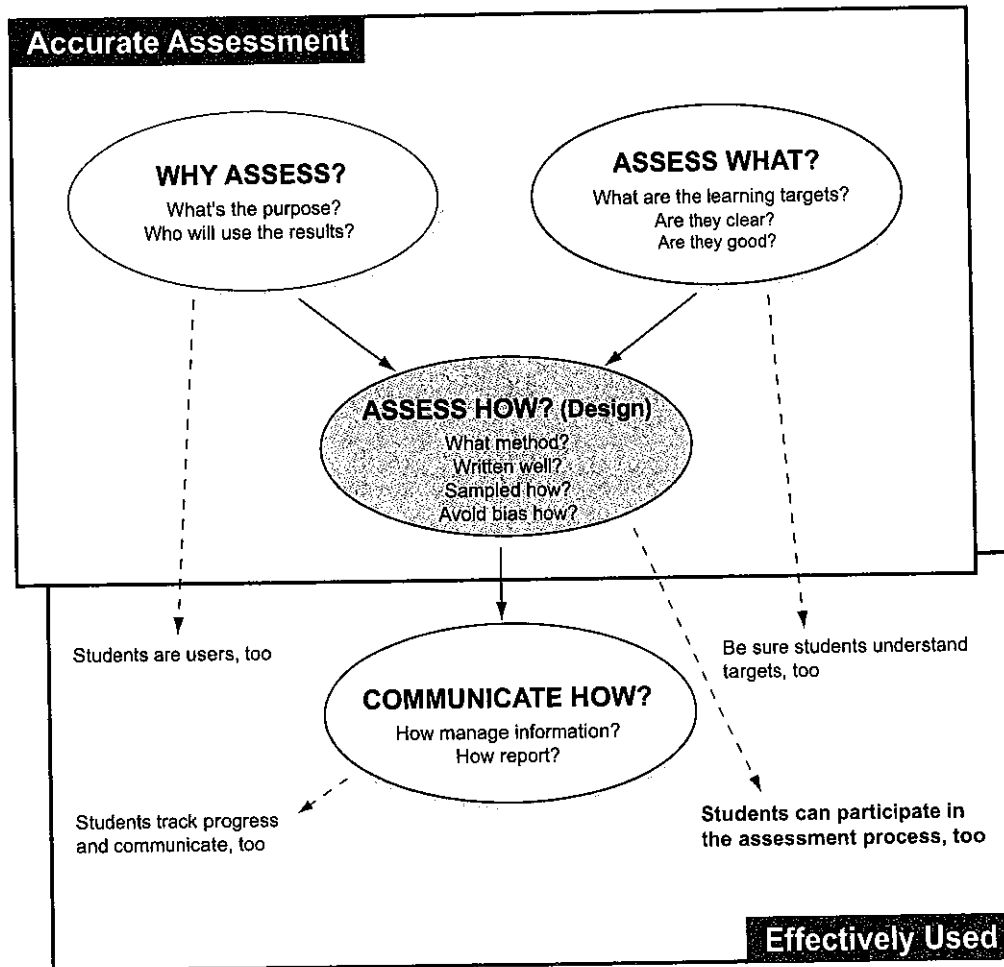 Accurate Assessment
WHY ASSESS?
What's the purpose?
Who will use the results?
ASSESS WHAT?
What are the learning targets?
Are they clear?
Are they good?
ASSESS HOW? (Design)
What method?
Written well?
Sampled how?
Avoid bias how?
Students are users, too
Be sure students understand
targets, too
COMMUNICATE HOW?
How manage information?
How report?
Students track progress
and communicate, too
Students can participate in
the assessment process, too
Effectively Used